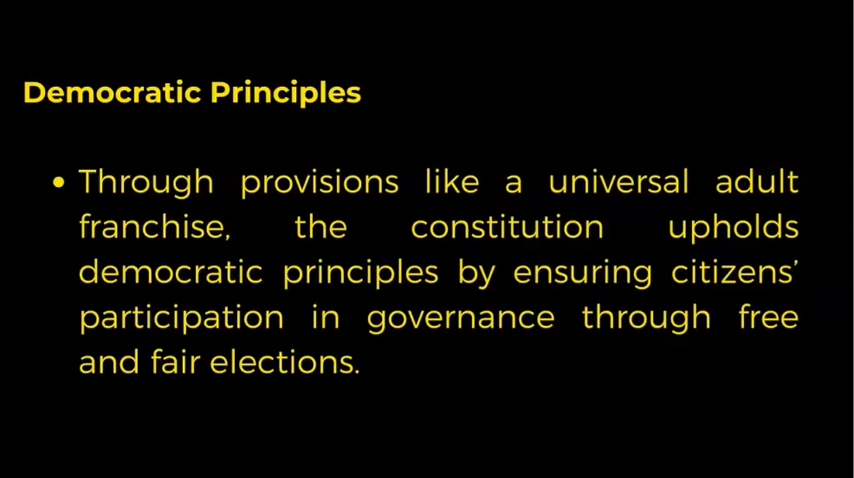 Democratic Principles
• Through provisions like a universal adult
franchise, the constitution upholds
democratic principles by ensuring citizens’
participation in governance through free
and fair elections.